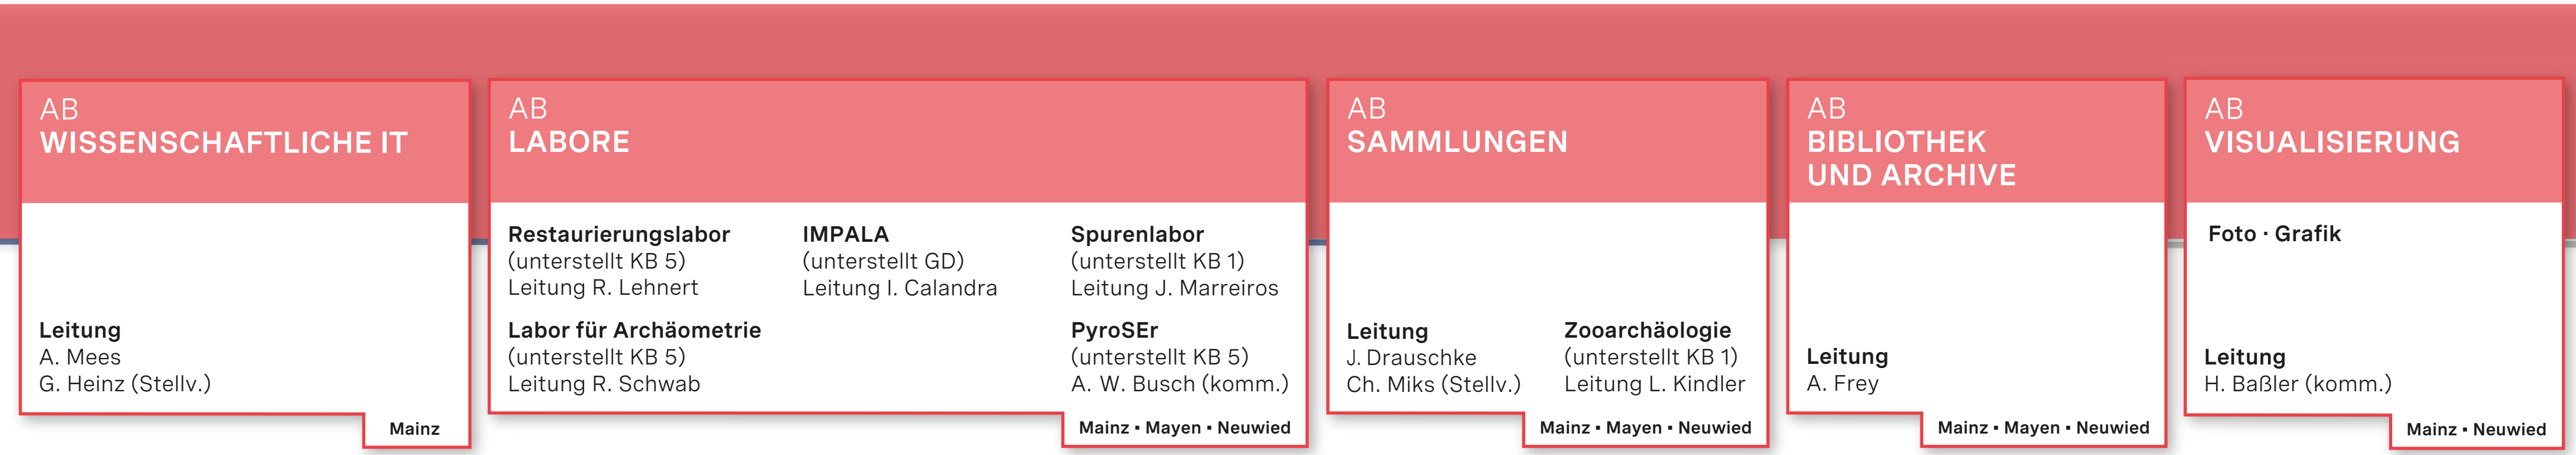 AB
WISSENSCHAFTLICHE IT
Leitung
A. Mees
G. Heinz (Stellv.)
Mainz
AB
LABORE
Restaurierungslabor
(unterstellt KB 5)
Leitung R. Lehnert
Labor für Archäometrie
(unterstellt KB 5)
Leitung R. Schwab
IMPALA
(unterstellt GD)
Leitung I. Calandra
Spurenlabor
(unterstellt KB 1)
Leitung J. Marreiros
PyroSEr
(unterstellt KB 5)
A. W. Busch (komm.)
Mainz ▪ Mayen ▪ Neuwied
AB
SAMMLUNGEN
Leitung
J. Drauschke
Ch. Miks (Stellv.)
Zooarchäologie
(unterstellt KB 1)
Leitung L. Kindler
Mainz ▪ Mayen ▪ Neuwied
AB
BIBLIOTHEK
UND ARCHIVE
Leitung
A. Frey
Mainz ▪ Mayen ▪ Neuwied
AB
VISUALISIERUNG
Foto · Grafik
Leitung
H. Baßler (komm.)
Mainz ▪ Neuwied